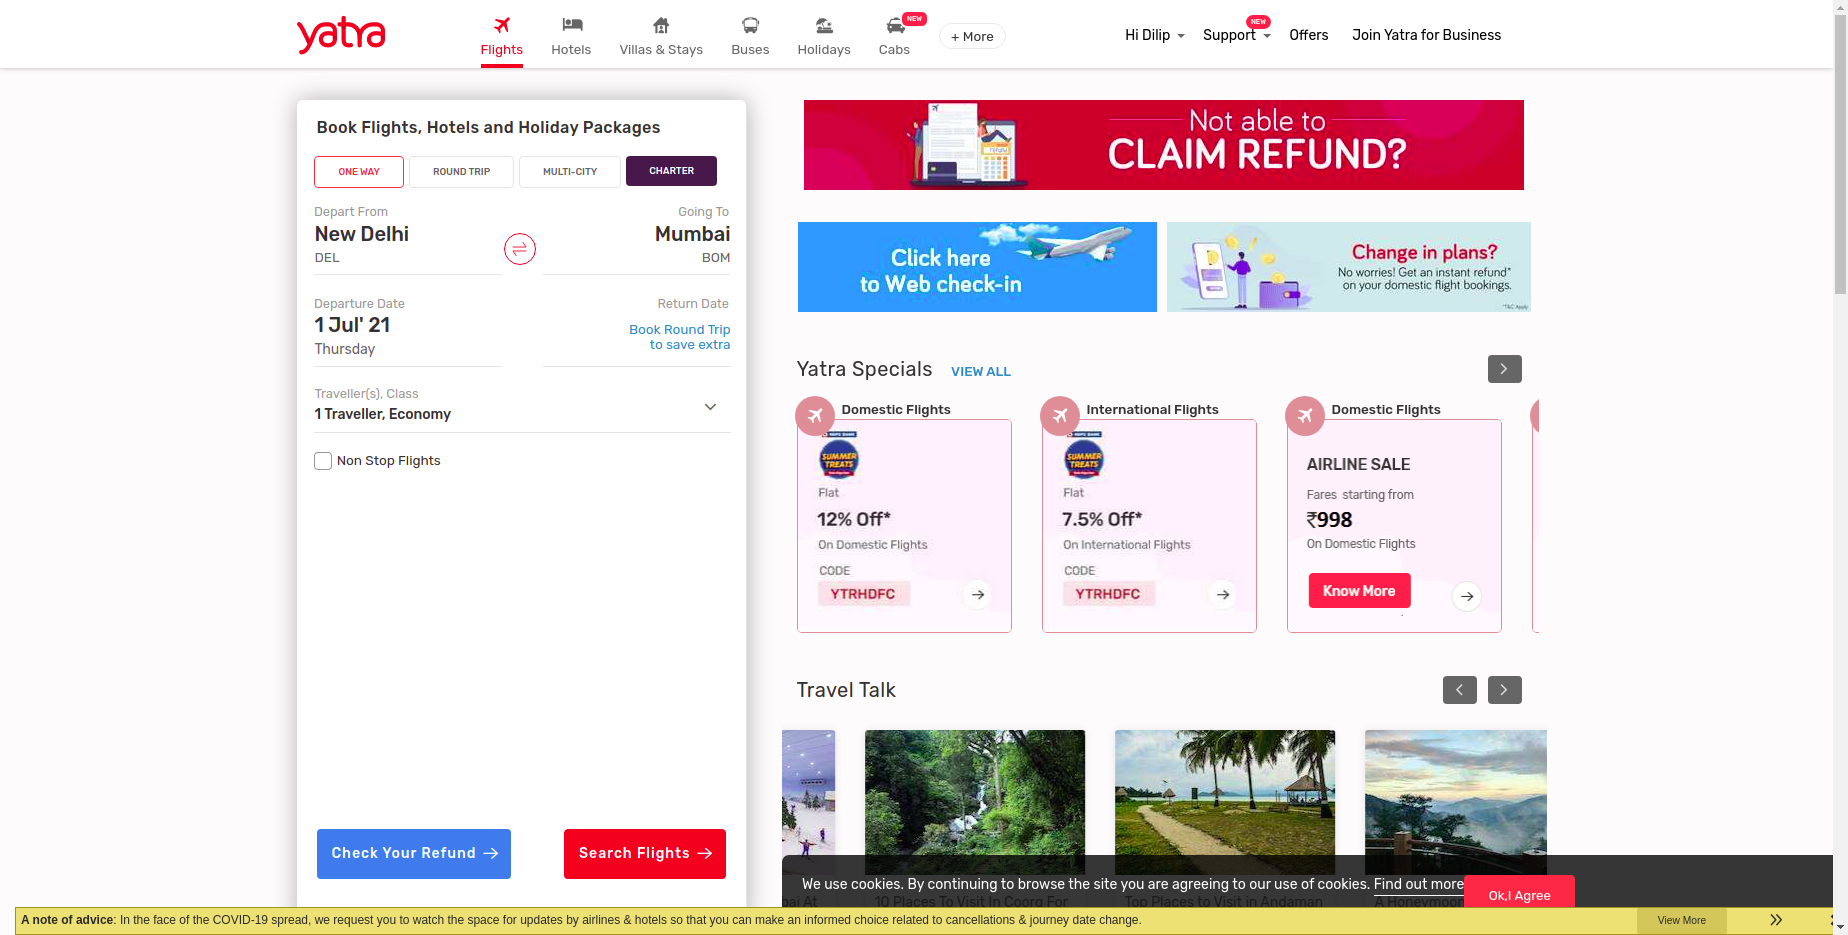 yatra
Flights
Hotels
Villas & Stays
Buses
Holidays
NEW
Cabs
+ More
Hi Dilip
NEW
Support
Offers
Join Yatra for Business
Book Flights, Hotels and Holiday Packages
ONE WAY
ROUND TRIP
MULTI-CITY
CHARTER
Depart From
Going To
New Delhi
Mumbai
DEL
BOM
Departure Date
Return Date
1 Jul' 21
Book Round Trip
to save extra
Thursday
Traveller(s), Class
1 Traveller, Economy
Non Stop Flights
Check Your Refund
Search Flights
Not able to
CLAIM REFUND?
Click here
to Web check-in
Change in plans?
No worries! Get an instant refund*
on your domestic flight bookings.
*T&C Apply
Yatra Specials
VIEW ALL
Domestic Flights
HDFC BANK
SUMMER
TREATS
Flat
12% Off*
On Domestic Flights
CODE
YTRHDFC
International Flights
HDFC BANK
SUMMER
TREATS
Flat
7.5% Off*
On International Flights
CODE
YTRHDFC
Domestic Flights
AIRLINE SALE
Fares starting from
₹998
On Domestic Flights
Know More
Travel Talk
We use cookies. By continuing to browse the site you are agreeing to our use of cookies. Find out more
Ok,I Agree
10 Places To Visit In Coorg For
Top Places to Visit in Andaman
A Honeymoon
A note of advice: In the face of the COVID-19 spread, we request you to watch the space for updates by airlines & hotels so that you can make an informed choice related to cancellations & journey date change.
View More